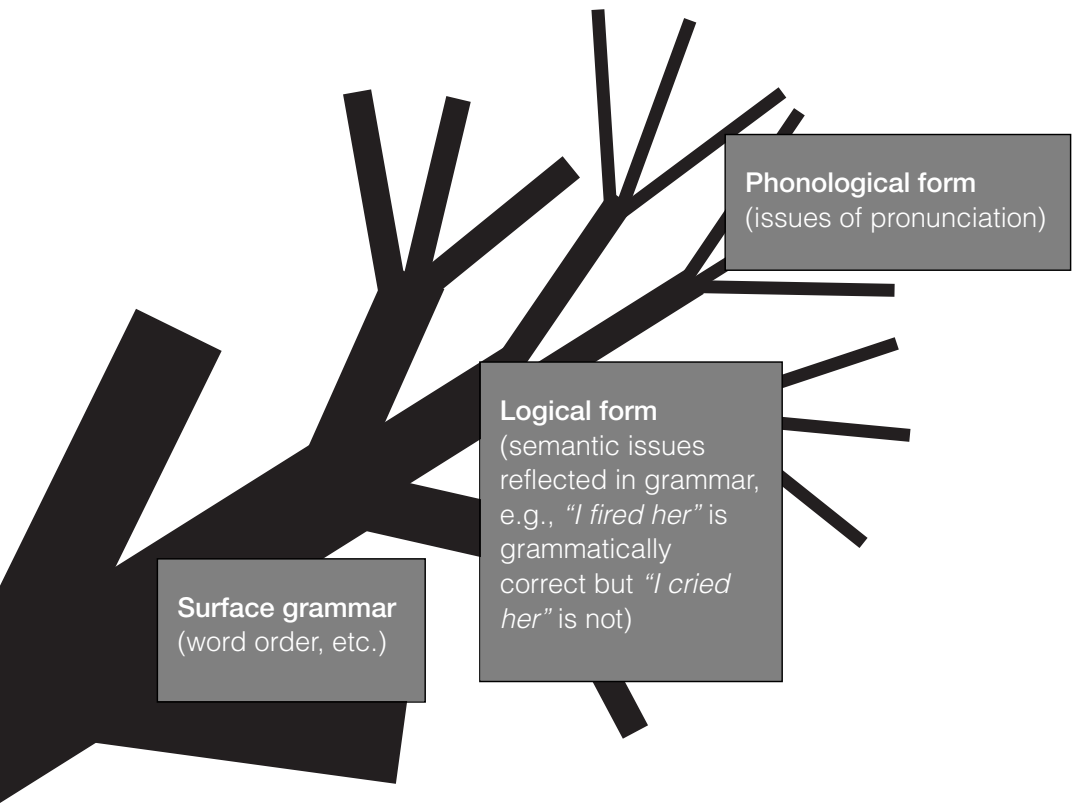 Phonological form
(issues of pronunciation)
Logical form
(semantic issues
reflected in grammar,
e.g., “I fired her” is
grammatically
correct but “I cried
her” is not)
Surface grammar
(word order, etc.)